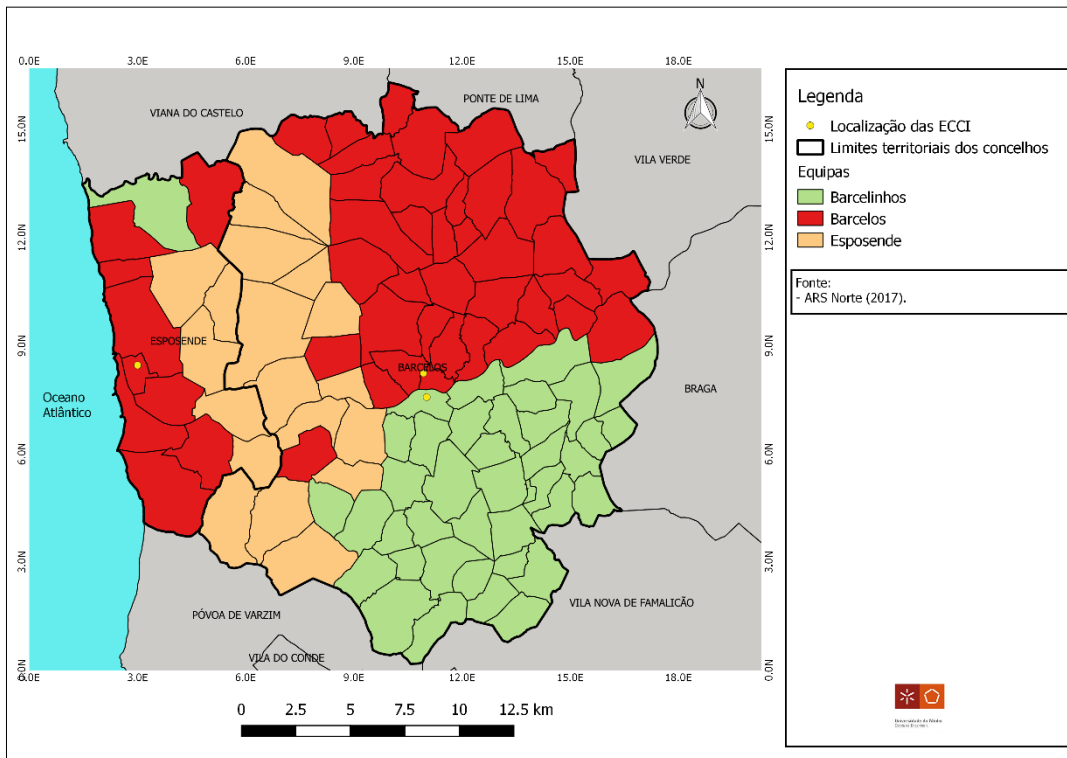 0.0E 3.0E 6.0E 9.0E 12.0E 15.0E 18.0E
VIANA DO CASTELO
PONTE DE LIMA
N
15.0N 15.0N
VILA VERDE
12.0N 12.0N
9.0N 9.0N
ESPOSENDE
BARCELOS
BRAGA
Oceano
Atlântico
6.0N 6.0N
3.0N 3.0N
PÓVOA DE VARZIM
VILA NOVA DE FAMALICÃO
VILA DO CONDE
0.0N 0.0N
0.0E 3.0E 6.0E 9.0E 12.0E 15.0E 18.0E
0 2.5 5 7.5 10 12.5 km
Legenda
Localização das ECCI
Limites territoriais dos concelhos
Equipas
Barcelinhos
Barcelos
Esposende
Fonte:
- ARS Norte (2017).
Universidade do Minho